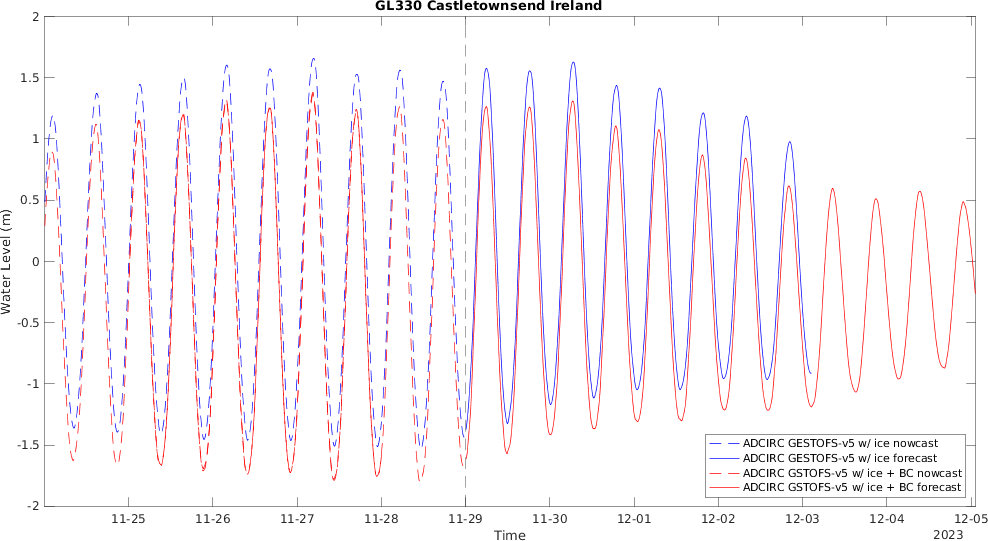 GL330 Castletownsend Ireland
Water Level (m)
2
1.5
1
0.5
0
-0.5
-1
-1.5
-2
ADCIRC GESTOFS-v5 w/ ice nowcast
ADCIRC GESTOFS-v5 w/ ice forecast
ADCIRC GSTOFS-v5 w/ ice + BC nowcast
ADCIRC GSTOFS-v5 w/ ice + BC forecast
11-25 11-26 11-27 11-28 11-29 11-30 12-01 12-02 12-03 12-04 12-05
Time
2023